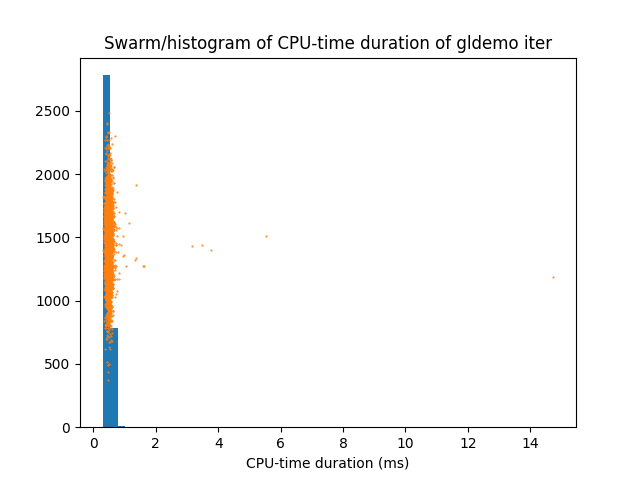 Swarm/histogram of CPU-time duration of gldemo iter
2500
2000
1500
1000
500
0
0 2 4 6 8 10 12 14
CPU-time duration (ms)